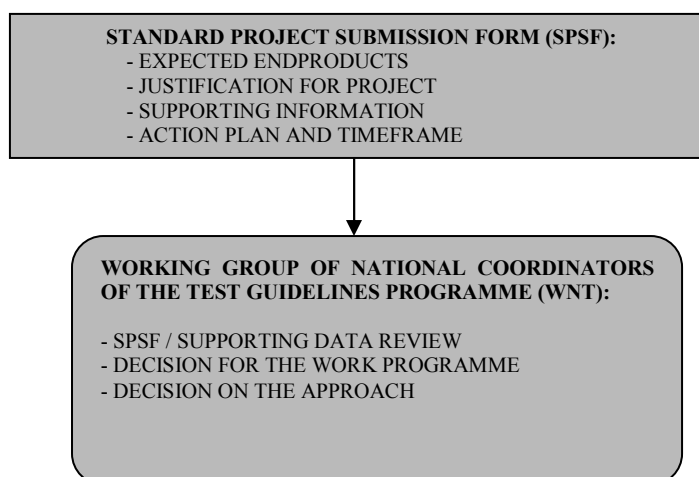 STANDARD PROJECT SUBMISSION FORM (SPSF):
- EXPECTED ENDPRODUCTS
- JUSTIFICATION FOR PROJECT
- SUPPORTING INFORMATION
- ACTION PLAN AND TIMEFRAME
WORKING GROUP OF NATIONAL COORDINATORS
OF THE TEST GUIDELINES PROGRAMME (WNT):
- SPSF / SUPPORTING DATA REVIEW
- DECISION FOR THE WORK PROGRAMME
- DECISION ON THE APPROACH